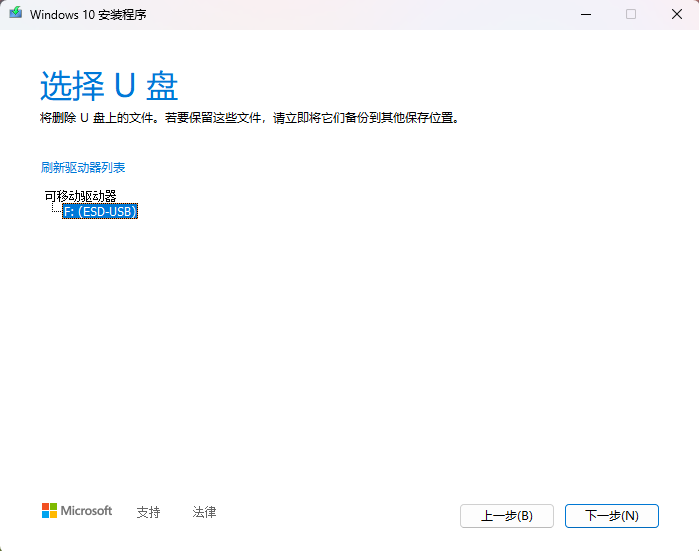 Windows 10 安装程序
选择 U 盘
将删除 U 盘上的文件。若要保留这些文件，请立即将它们备份到其他保存位置。
刷新驱动器列表
可移动驱动器
F: (ESD-USB)
Microsoft 支持 法律 上一步(B) 下一步(N)